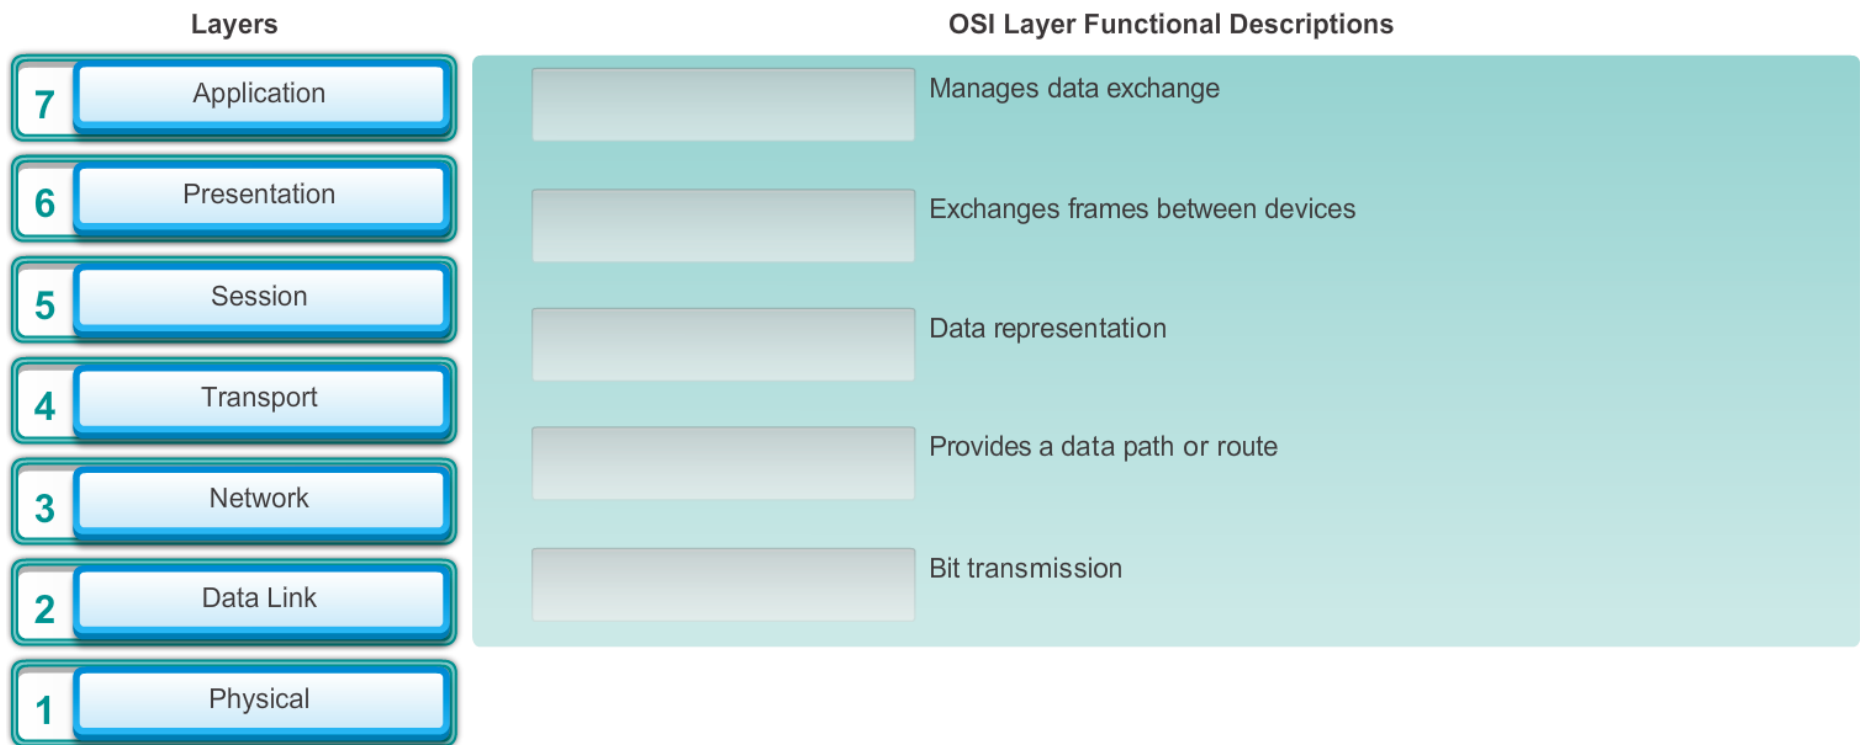 Layers
OSI Layer Functional Descriptions
7
Application
Manages data exchange
6
Presentation
Exchanges frames between devices
5
Session
Data representation
4
Transport
Provides a data path or route
3
Network
Bit transmission
2
Data Link
1
Physical